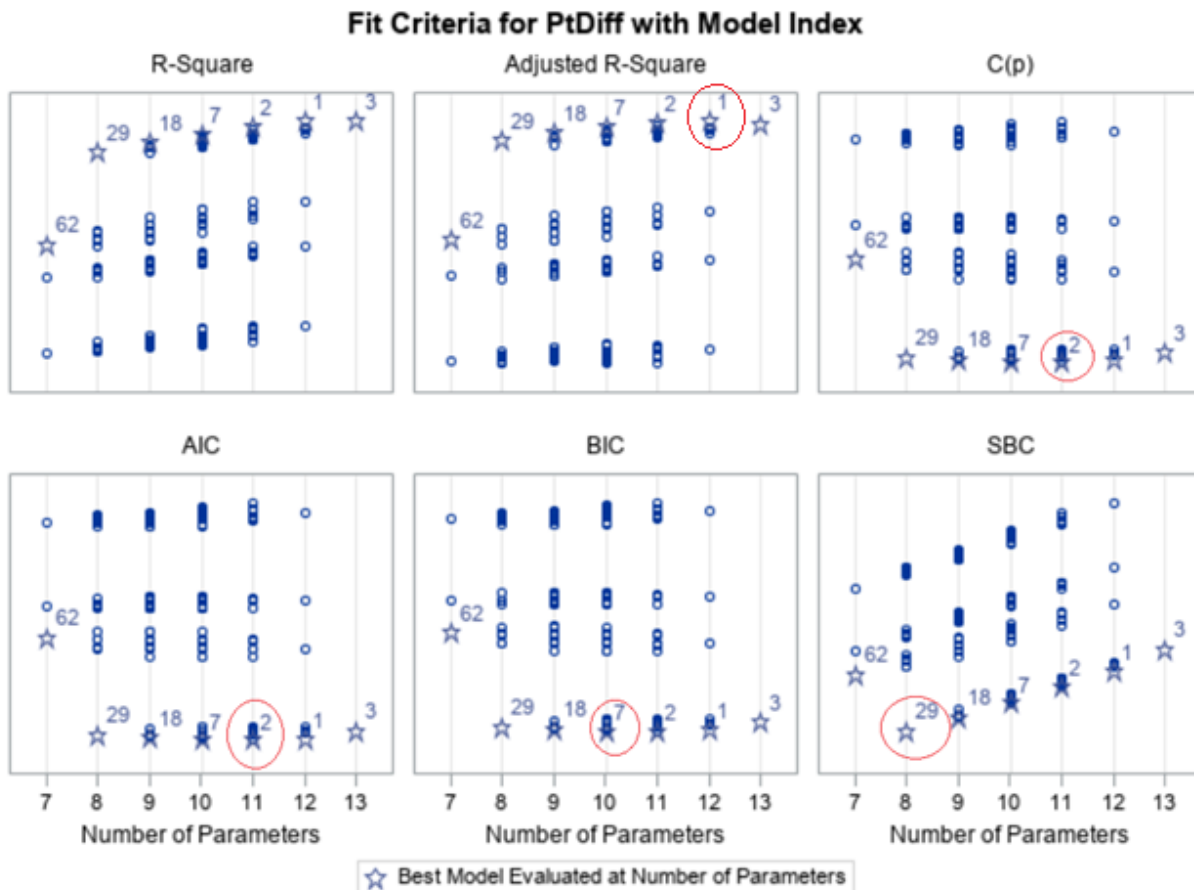 Fit Criteria for PtDiff with Model Index
R-Square
29 18 7 2 1 3
62
Adjusted R-Square
29 18 7 2 1 3
62
C(p)
62
29 18 7 2 1 3
AIC
62
29 18 7 2 1 3
7 8 9 10 11 12 13
Number of Parameters
BIC
62
29 18 7 2 1 3
7 8 9 10 11 12 13
Number of Parameters
SBC
62
29 18 7 2 1 3
7 8 9 10 11 12 13
Number of Parameters
Best Model Evaluated at Number of Parameters